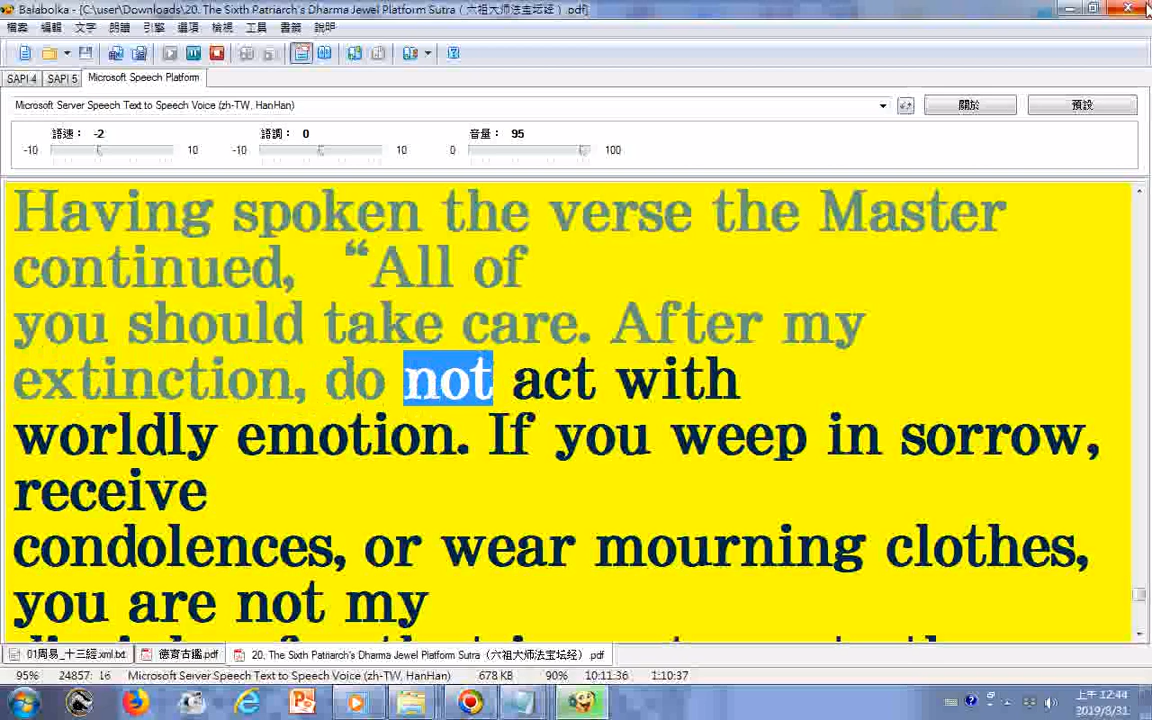 Balabolka - [C:\user\Downloads\20. The Sixth Patriarch's Dharma Jewel Platform Sutra（六祖大师法宝坛经）.pdf]
檔案 編輯 文字 朗讀 引擎 選項 檢視 工具 書籤 說明
SAPI 4 SAPI 5 Microsoft Speech Platform
Microsoft Server Speech Text to Speech Voice (zh-TW, HanHan) 關於 預設
語速： -2 語調： 0 音量： 95
-10 10 -10 10 0 100
Having spoken the verse the Master
continued, “All of
you should take care. After my
extinction, do not act with
worldly emotion. If you weep in sorrow,
receive
condolences, or wear mourning clothes,
you are not my
01周易_十三經.xml.txt 德育古鑑.pdf 20. The Sixth Patriarch's Dharma Jewel Platform Sutra（六祖大师法宝坛经）.pdf
95% 24857: 16 Microsoft Server Speech Text to Speech Voice (zh-TW, HanHan) 678 KB 90% 10:11:36 1:10:37
上午 12:44
2019/8/31